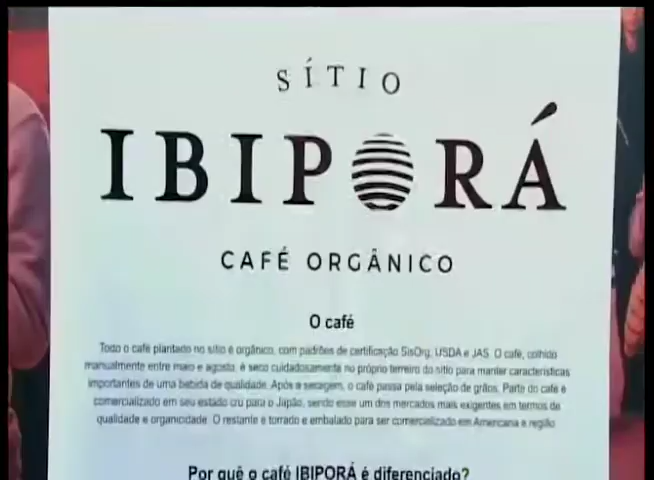 SÍTIO
IBIPORÁ
CAFÉ ORGÂNICO
O café
Todo o café plantado no sítio é orgânico, com padrões de certificação SisOrg, USDA e JAS. O café, colhido
manualmente entre maio e agosto, é seco cuidadosamente no próprio terreiro do sítio para manter características
importantes de uma bebida de qualidade. Após a secagem, o café passa pela seleção de grãos. Parte do café é
comercializado em seu estado cru para o Japão, sendo esse um dos mercados mais exigentes em termos de
qualidade e organicidade. O restante é torrado e embalado para ser comercializado em Americana e região
Por quê o café IBIPORÁ é diferenciado?